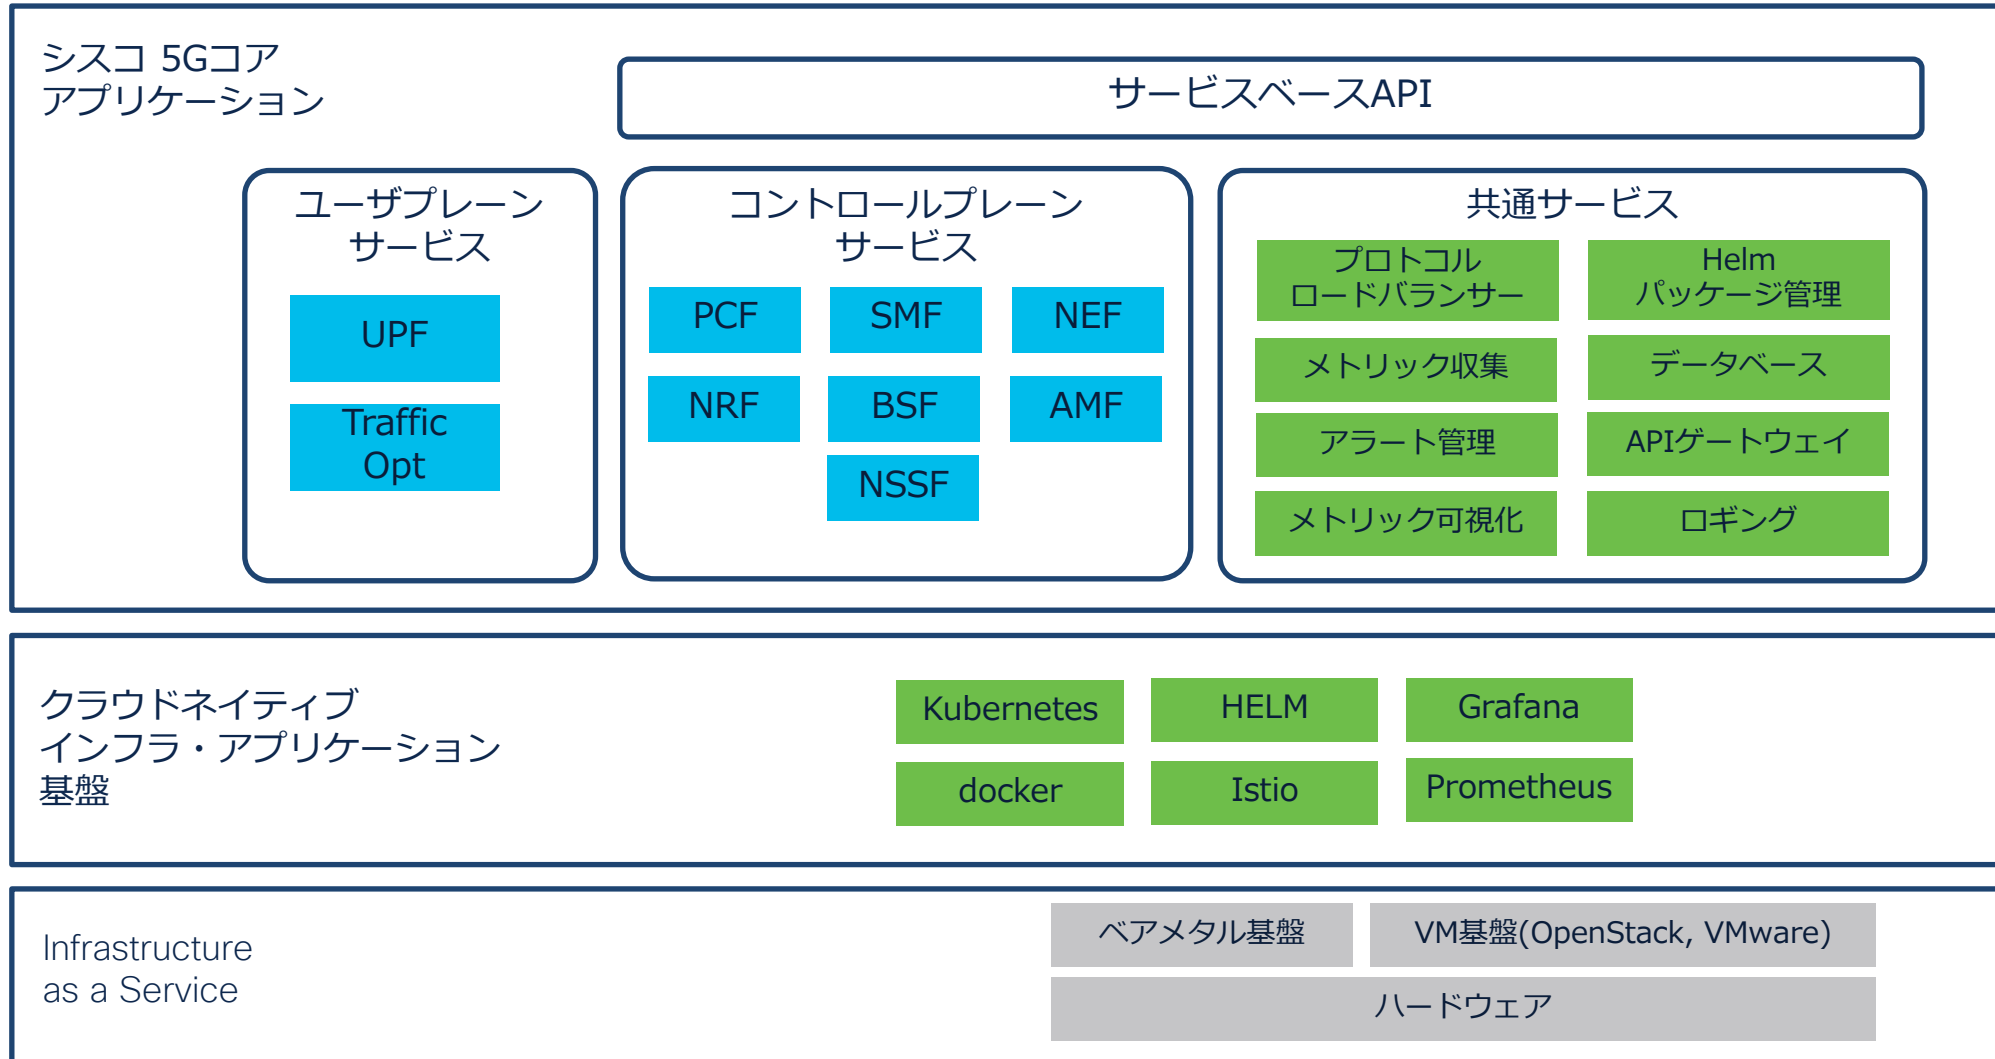 シスコ 5Gコア
アプリケーション
サービスベースAPI
ユーザプレーン
サービス
UPF
Traffic
Opt
コントロールプレーン
サービス
PCF
SMF
NEF
NRF
BSF
AMF
NSSF
共通サービス
プロトコル
ロードバランサー
Helm
パッケージ管理
メトリック収集
データベース
アラート管理
APIゲートウェイ
メトリック可視化
ロギング
クラウドネイティブ
インフラ・アプリケーション
基盤
Kubernetes
HELM
Grafana
docker
Istio
Prometheus
Infrastructure
as a Service
ベアメタル基盤
VM基盤(OpenStack, VMware)
ハードウェア